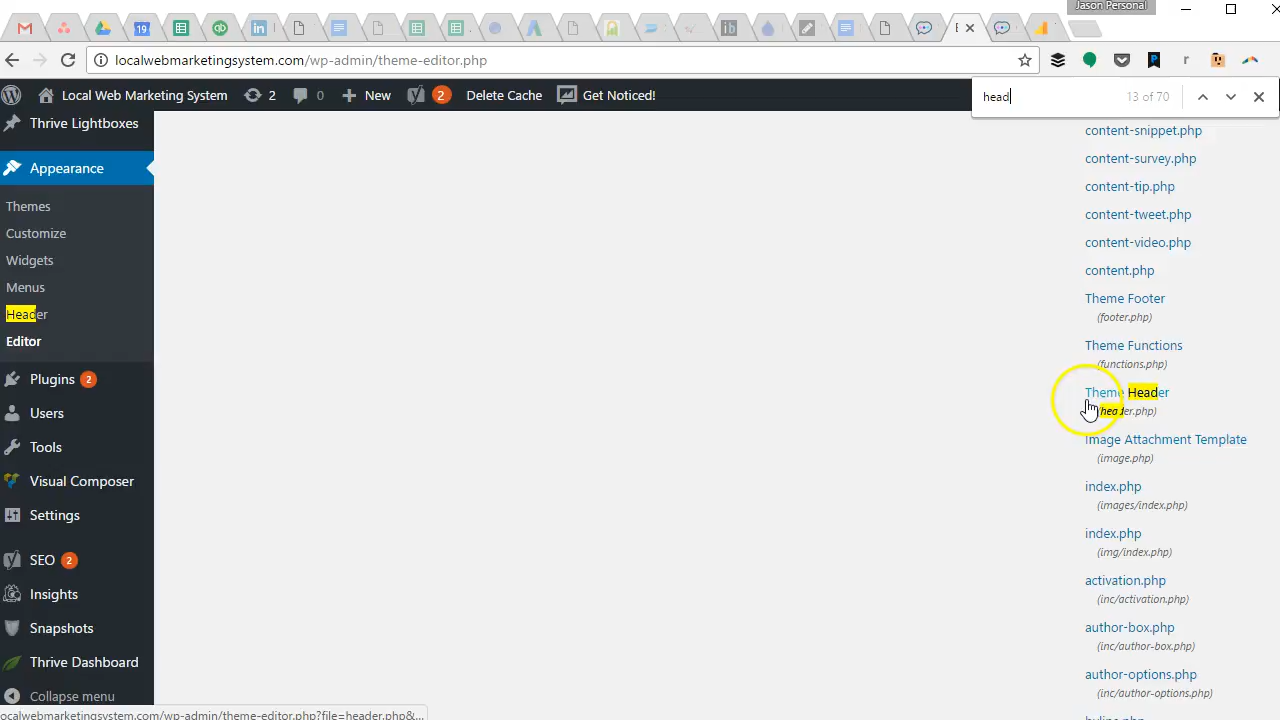 Jason Personal
localwebmarketingsystem.com/wp-admin/theme-editor.php
Local Web Marketing System 2 0 New 2 Delete Cache Get Noticed!
head 13 of 70
Thrive Lightboxes
Appearance
Themes
Customize
Widgets
Menus
Header
Editor
Plugins 2
Users
Tools
Visual Composer
Settings
SEO 2
Insights
Snapshots
Thrive Dashboard
Collapse menu
content-snippet.php
content-survey.php
content-tip.php
content-tweet.php
content-video.php
content.php
Theme Footer
(footer.php)
Theme Functions
(functions.php)
Theme Header
(header.php)
Image Attachment Template
(image.php)
index.php
(images/index.php)
index.php
(img/index.php)
activation.php
(inc/activation.php)
author-box.php
(inc/author-box.php)
author-options.php
(inc/author-options.php)
byline.php
localwebmarketingsystem.com/wp-admin/theme-editor.php?file=header.php&...